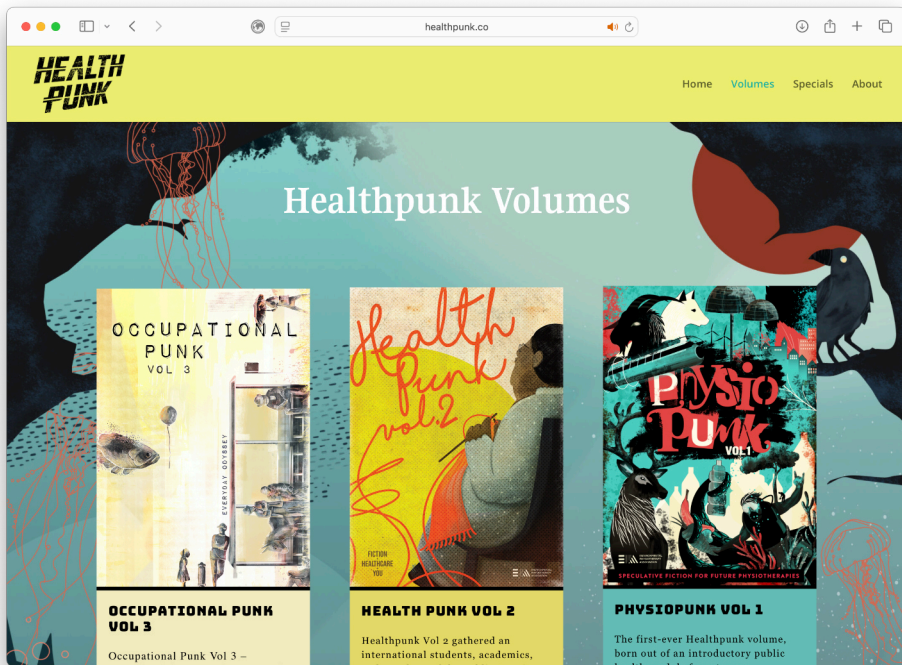 healthpunk.co
HEALTH
PUNK
Home Volumes Specials About
Healthpunk Volumes
OCCUPATIONAL
PUNK
VOL 3
EVERYDAY ODYSSEY
Health
Punk
vol.2
FICTION
HEALTHCARE
YOU
Physio
Punk
VOL1
SPECULATIVE FICTION FOR FUTURE PHYSIOTHERAPIES
OCCUPATIONAL PUNK
VOL 3
Occupational Punk Vol 3 –
HEALTH PUNK VOL 2
Healthpunk Vol 2 gathered an
international students, academics,
PHYSIOPUNK VOL 1
The first-ever Healthpunk volume,
born out of an introductory public